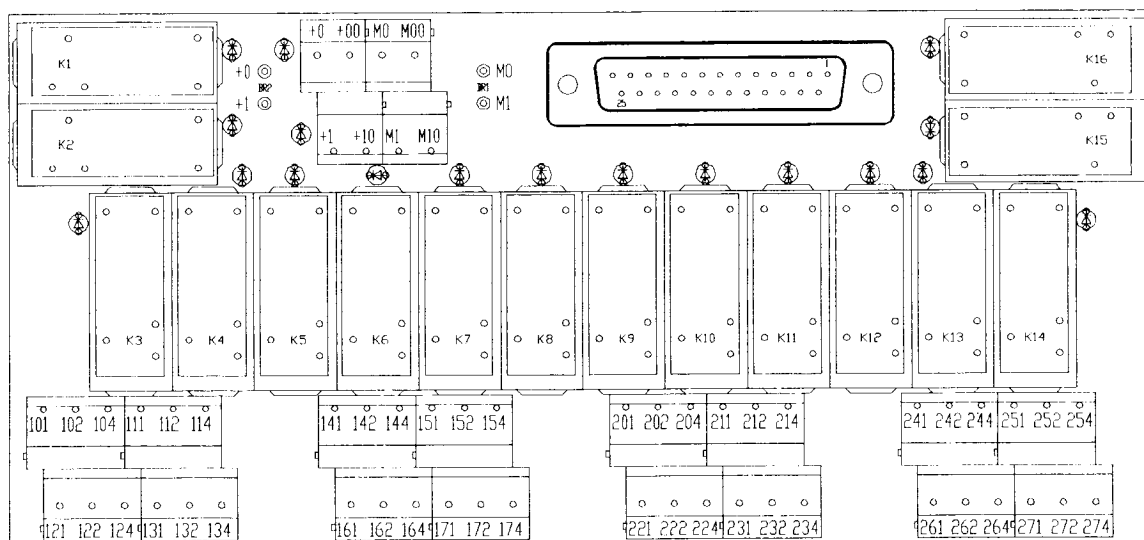 +0 +00 M0 M00
K1
+0
BR2
+1
BR1
M0
M1
1
25
K16
K2
+1 +10 M1 M10
K15
K3 K4 K5 K6 K7 K8 K9 K10 K11 K12 K13 K14
101 102 104 111 112 114
141 142 144 151 152 154
201 202 204 211 212 214
241 242 244 251 252 254
121 122 124 131 132 134
161 162 164 171 172 174
221 222 224 231 232 234
261 262 264 271 272 274